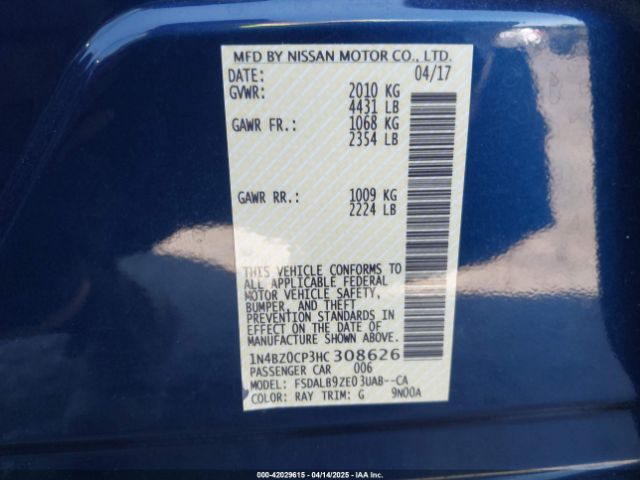 MFD BY NISSAN MOTOR CO., LTD.
DATE: 04/17
GVWR: 2010 KG
4431 LB
GAWR FR.: 1068 KG
2354 LB
GAWR RR.: 1009 KG
2224 LB
THIS VEHICLE CONFORMS TO
ALL APPLICABLE FEDERAL
MOTOR VEHICLE SAFETY,
BUMPER, AND THEFT
PREVENTION STANDARDS IN
EFFECT ON THE DATE OF
MANUFACTURE SHOWN ABOVE.
1N4BZ0CP3HC 308626
PASSENGER CAR 006
MODEL: FSDALB9ZE03UAB--CA
COLOR: RAY TRIM: G 9N00A
000-42029615 - 04/14/2025 - IAA Inc.